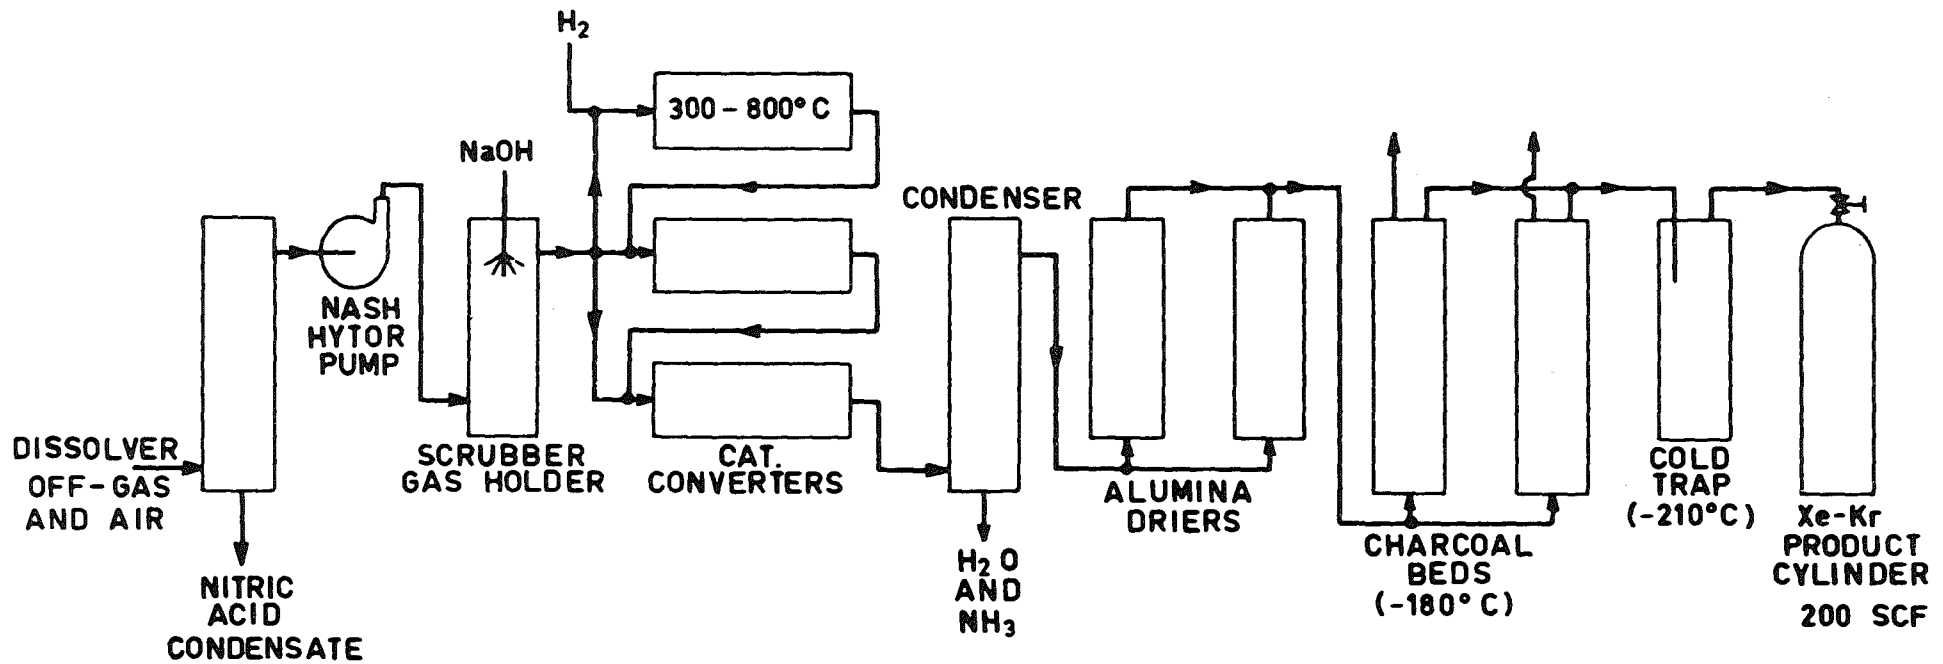 H₂
300 – 800° C
NaOH
CONDENSER
NASH
HYTOR
PUMP
DISSOLVER
OFF-GAS
AND AIR
SCRUBBER
GAS HOLDER
CAT.
CONVERTERS
ALUMINA
DRIERS
COLD
TRAP
(-210°C)
Xe-Kr
PRODUCT
CYLINDER
200 SCF
CHARCOAL
BEDS
(-180° C)
H₂O
AND
NH₃
NITRIC
ACID
CONDENSATE